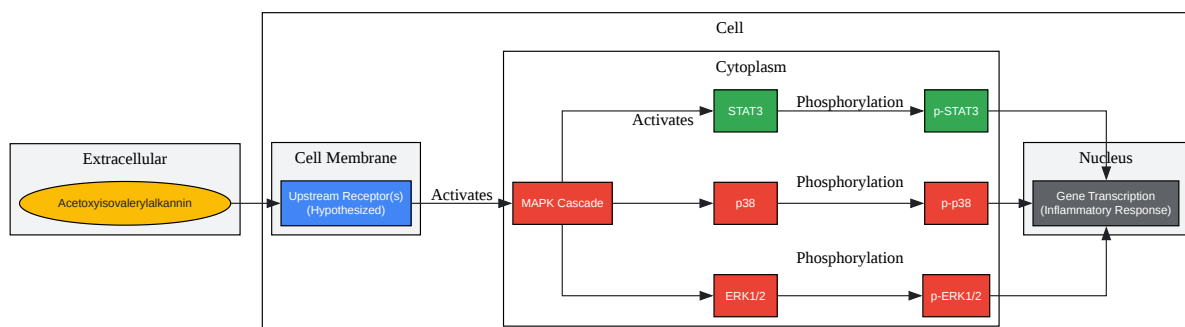 Cell
Cytoplasm
STAT3
Phosphorylation
p-STAT3
Activates
Extracellular
Cell Membrane
Nucleus
Acetoxyisovalerylalkannin
Upstream Receptor(s)
(Hypothesized)
Activates
MAPK Cascade
p38
Phosphorylation
p-p38
Gene Transcription
(Inflammatory Response)
Phosphorylation
ERK1/2
p-ERK1/2